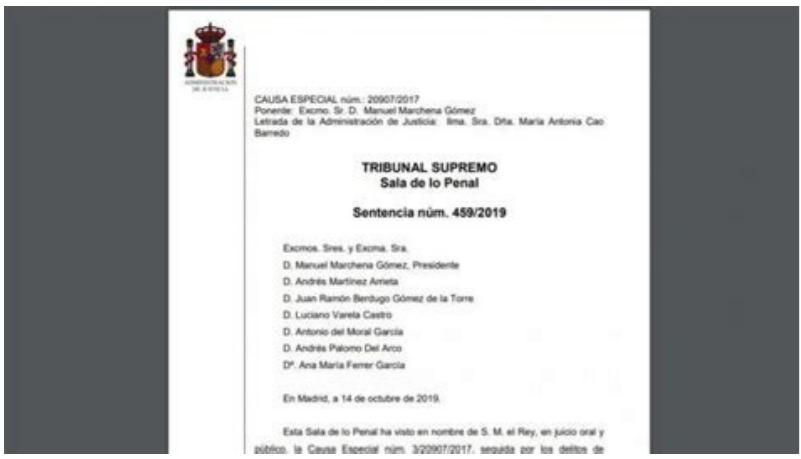 ADMINISTRACION
DE JUSTICIA
CAUSA ESPECIAL núm.: 20907/2017
Ponente: Excmo. Sr. D. Manuel Marchena Gómez
Letrada de la Administración de Justicia: Ilma. Sra. Dña. María Antonia Cao
Barredo
TRIBUNAL SUPREMO
Sala de lo Penal
Sentencia núm. 459/2019
Excmos. Sres. y Excma. Sra.
D. Manuel Marchena Gómez, Presidente
D. Andrés Martínez Arrieta
D. Juan Ramón Berdugo Gómez de la Torre
D. Luciano Varela Castro
D. Antonio del Moral García
D. Andrés Palomo Del Arco
Dª. Ana María Ferrer García
En Madrid, a 14 de octubre de 2019.
Esta Sala de lo Penal ha visto en nombre de S. M. el Rey, en juicio oral y
público, la Causa Especial núm. 3/20907/2017, seguida por los delitos de